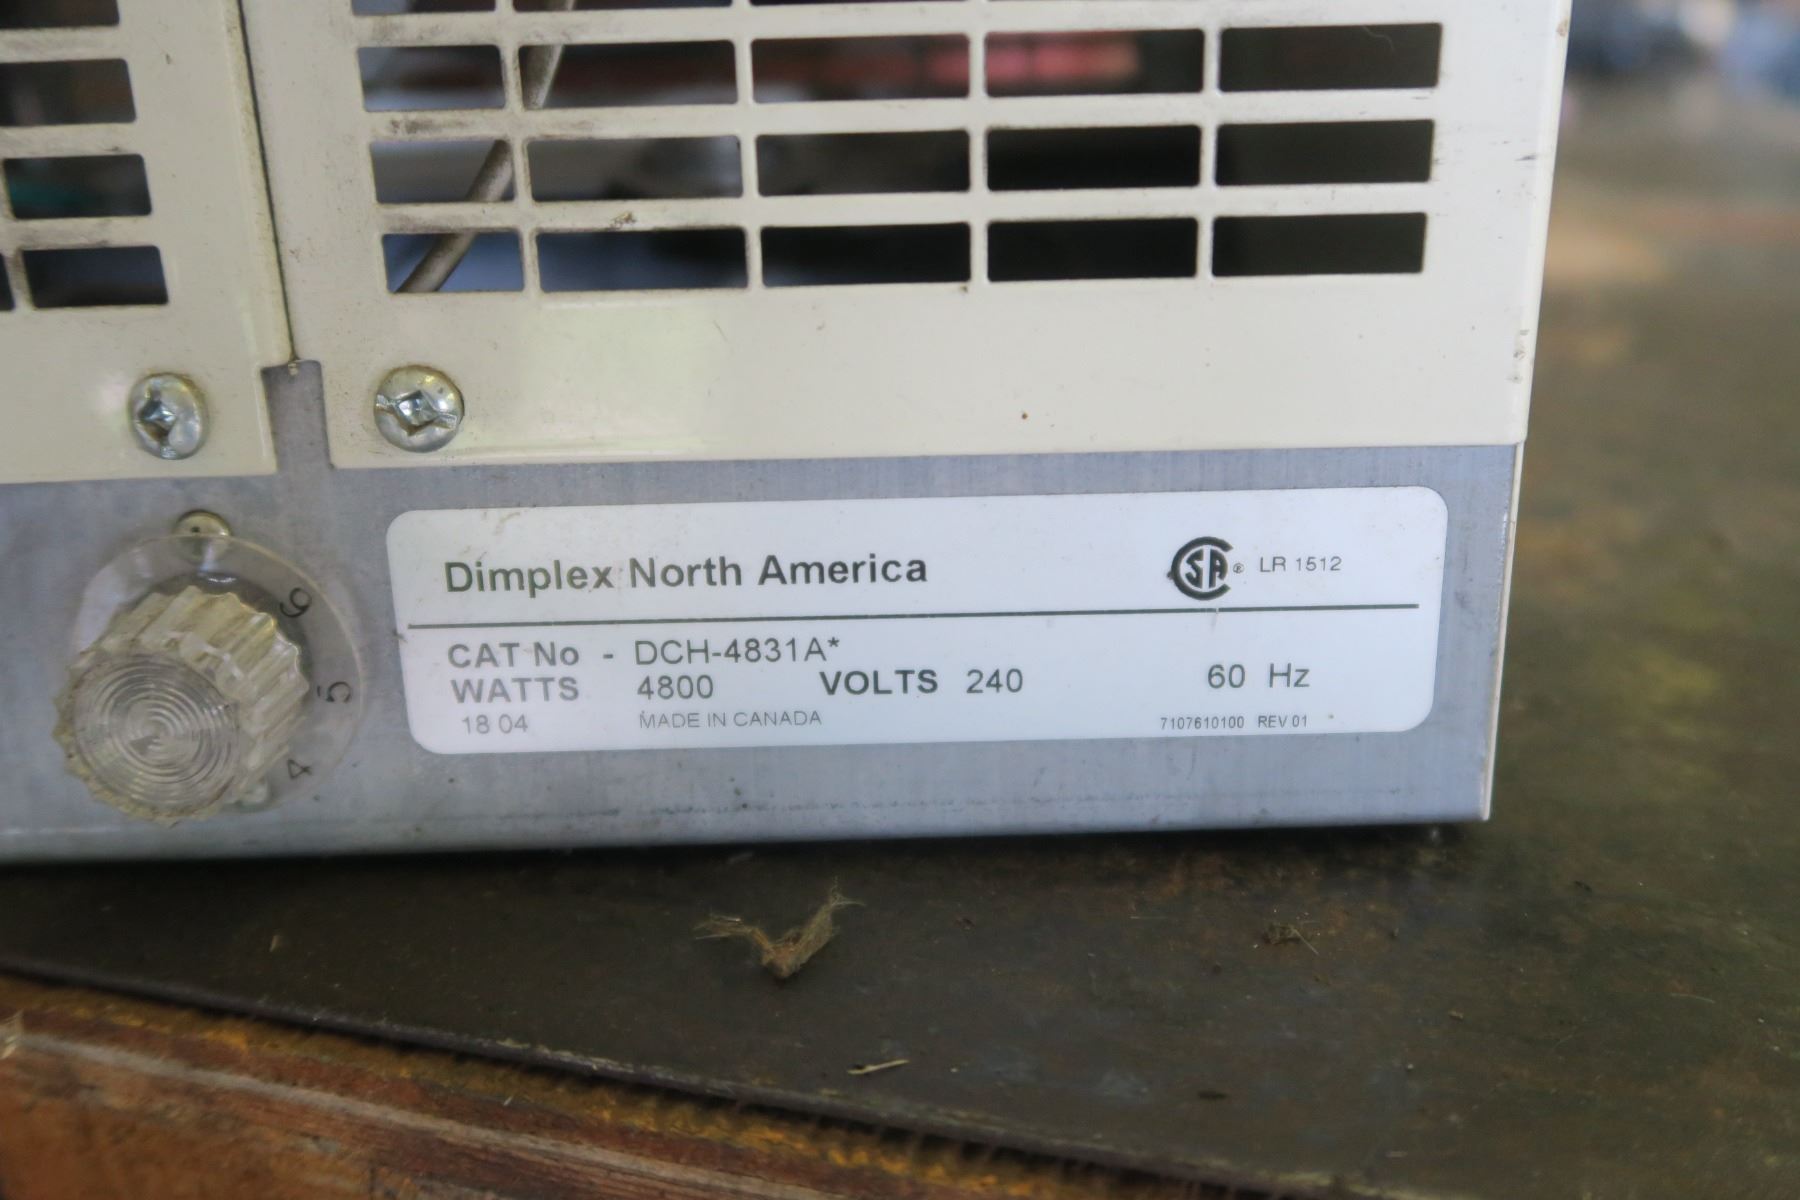 Dimplex North America
CSA® LR 1512
CAT No - DCH-4831A*
WATTS 4800 VOLTS 240 60 Hz
18 04 MADE IN CANADA 7107610100 REV 01
6
5
4